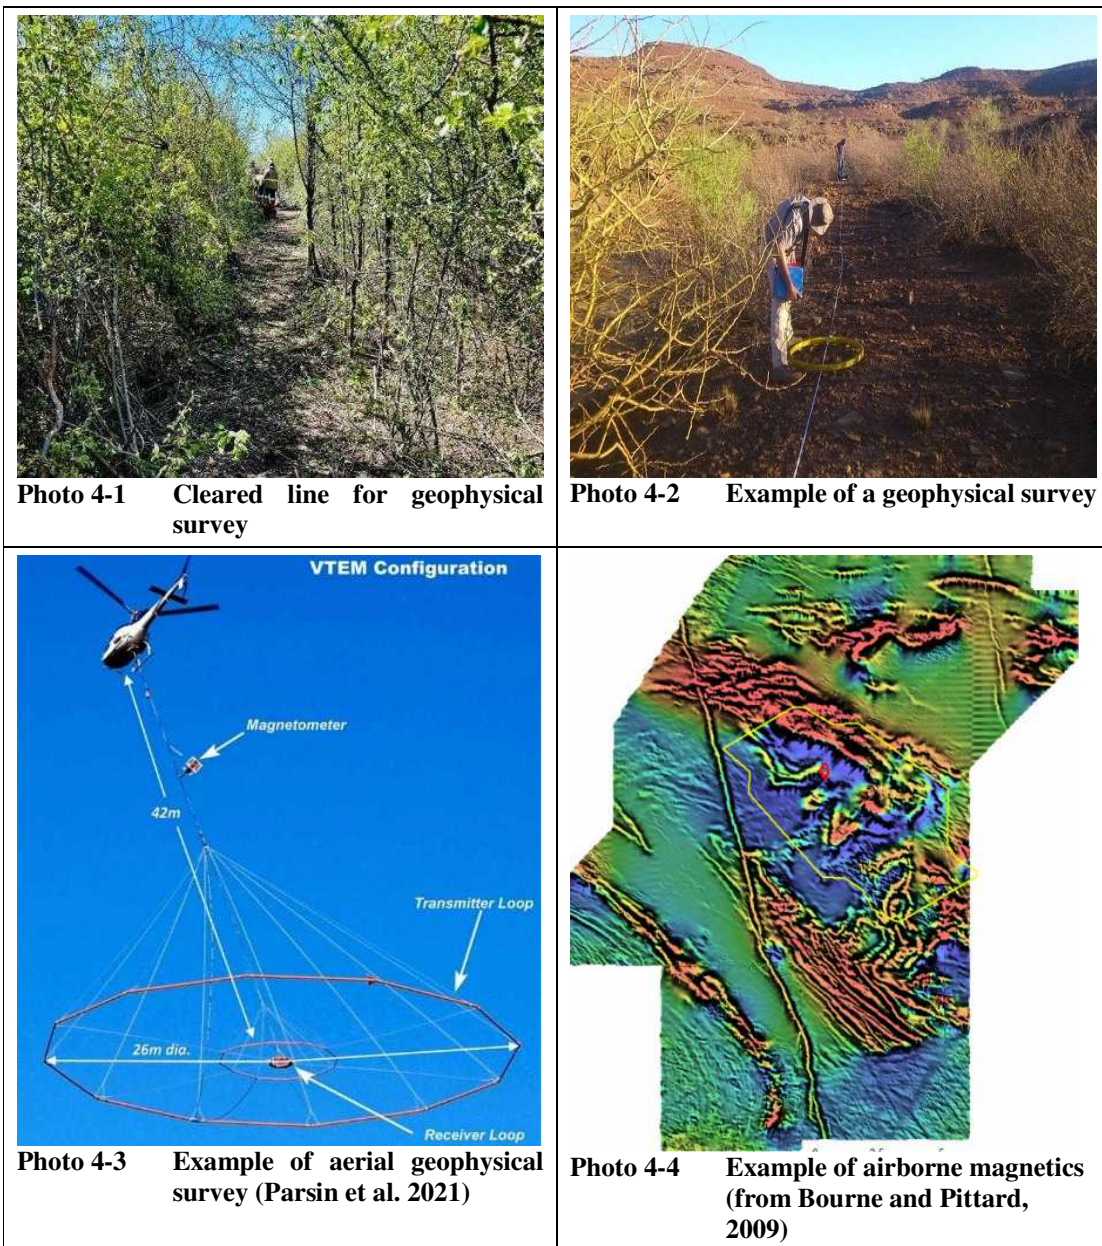 Photo 4-1 Cleared line for geophysical
survey
Photo 4-2 Example of a geophysical survey
VTEM Configuration
Magnetometer
42m
Transmitter Loop
26m dia.
Receiver Loop
Photo 4-3 Example of aerial geophysical
survey (Parsin et al. 2021)
Photo 4-4 Example of airborne magnetics
(from Bourne and Pittard,
2009)